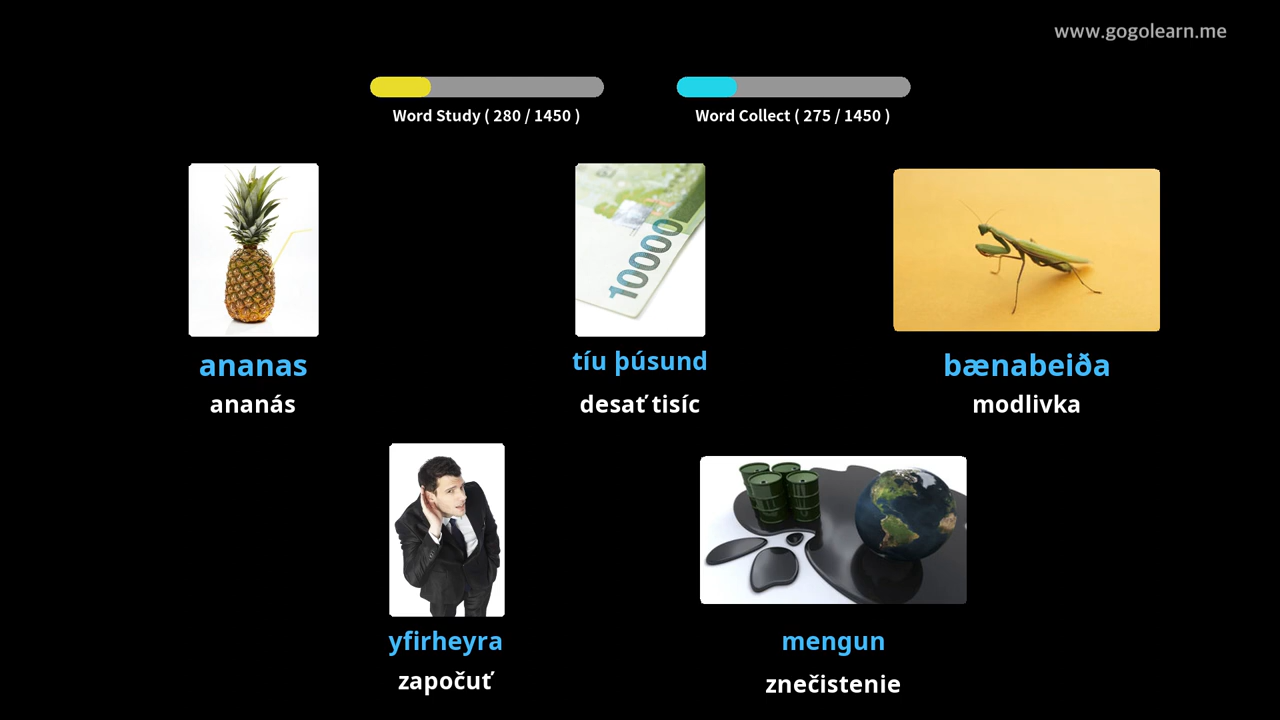 www.gogolearn.me
Word Study ( 280 / 1450 )
Word Collect ( 275 / 1450 )
10000
ananas
tíu þúsund
bænabeiða
ananás
desať tisíc
modlivka
yfirheyra
mengun
započuť
znečistenie